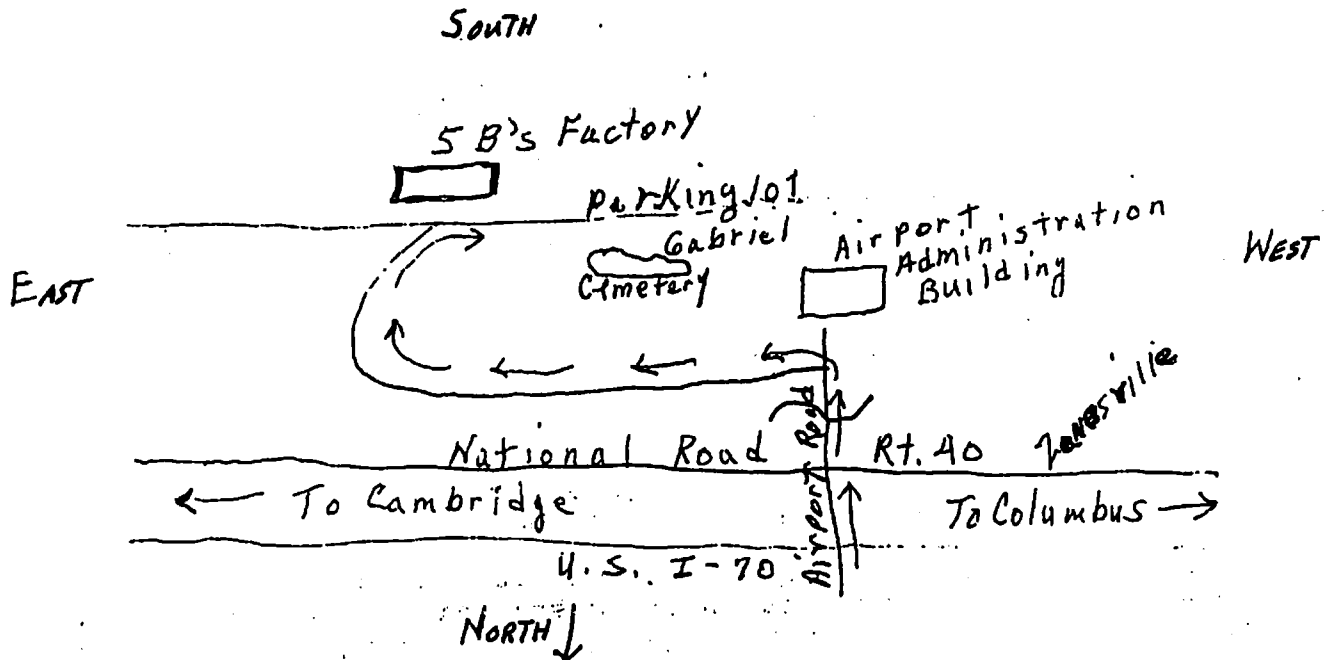 SOUTH
5 B's Factory
parking lot
Gabriel
Cemetery
Airport
Administration
Building
EAST
WEST
Zanesville
National Road
Rt. 40
Airport Road
To Cambridge
To Columbus
U.S. I-70
NORTH